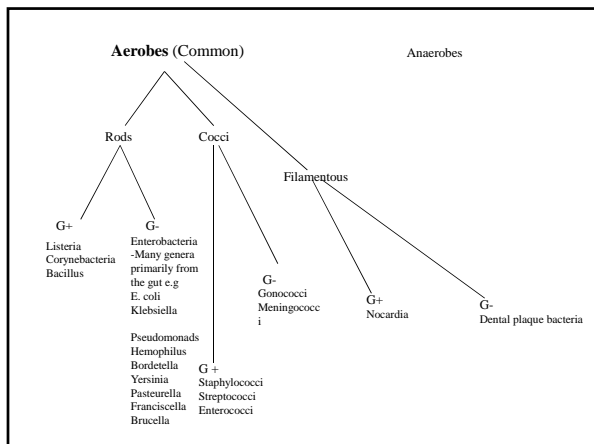 Aerobes (Common)
Anaerobes
Rods
Cocci
Filamentous
G+
Listeria
Corynebacteria
Bacillus
G-
Enterobacteria
-Many genera
primarily from
the gut e.g
E. coli
Klebsiella
Pseudomonads
Hemophilus
Bordetella
Yersinia
Pasteurella
Franciscella
Brucella
G +
Staphylococci
Streptococci
Enterococci
G-
Gonococci
Meningococc
i
G+
Nocardia
G-
Dental plaque bacteria